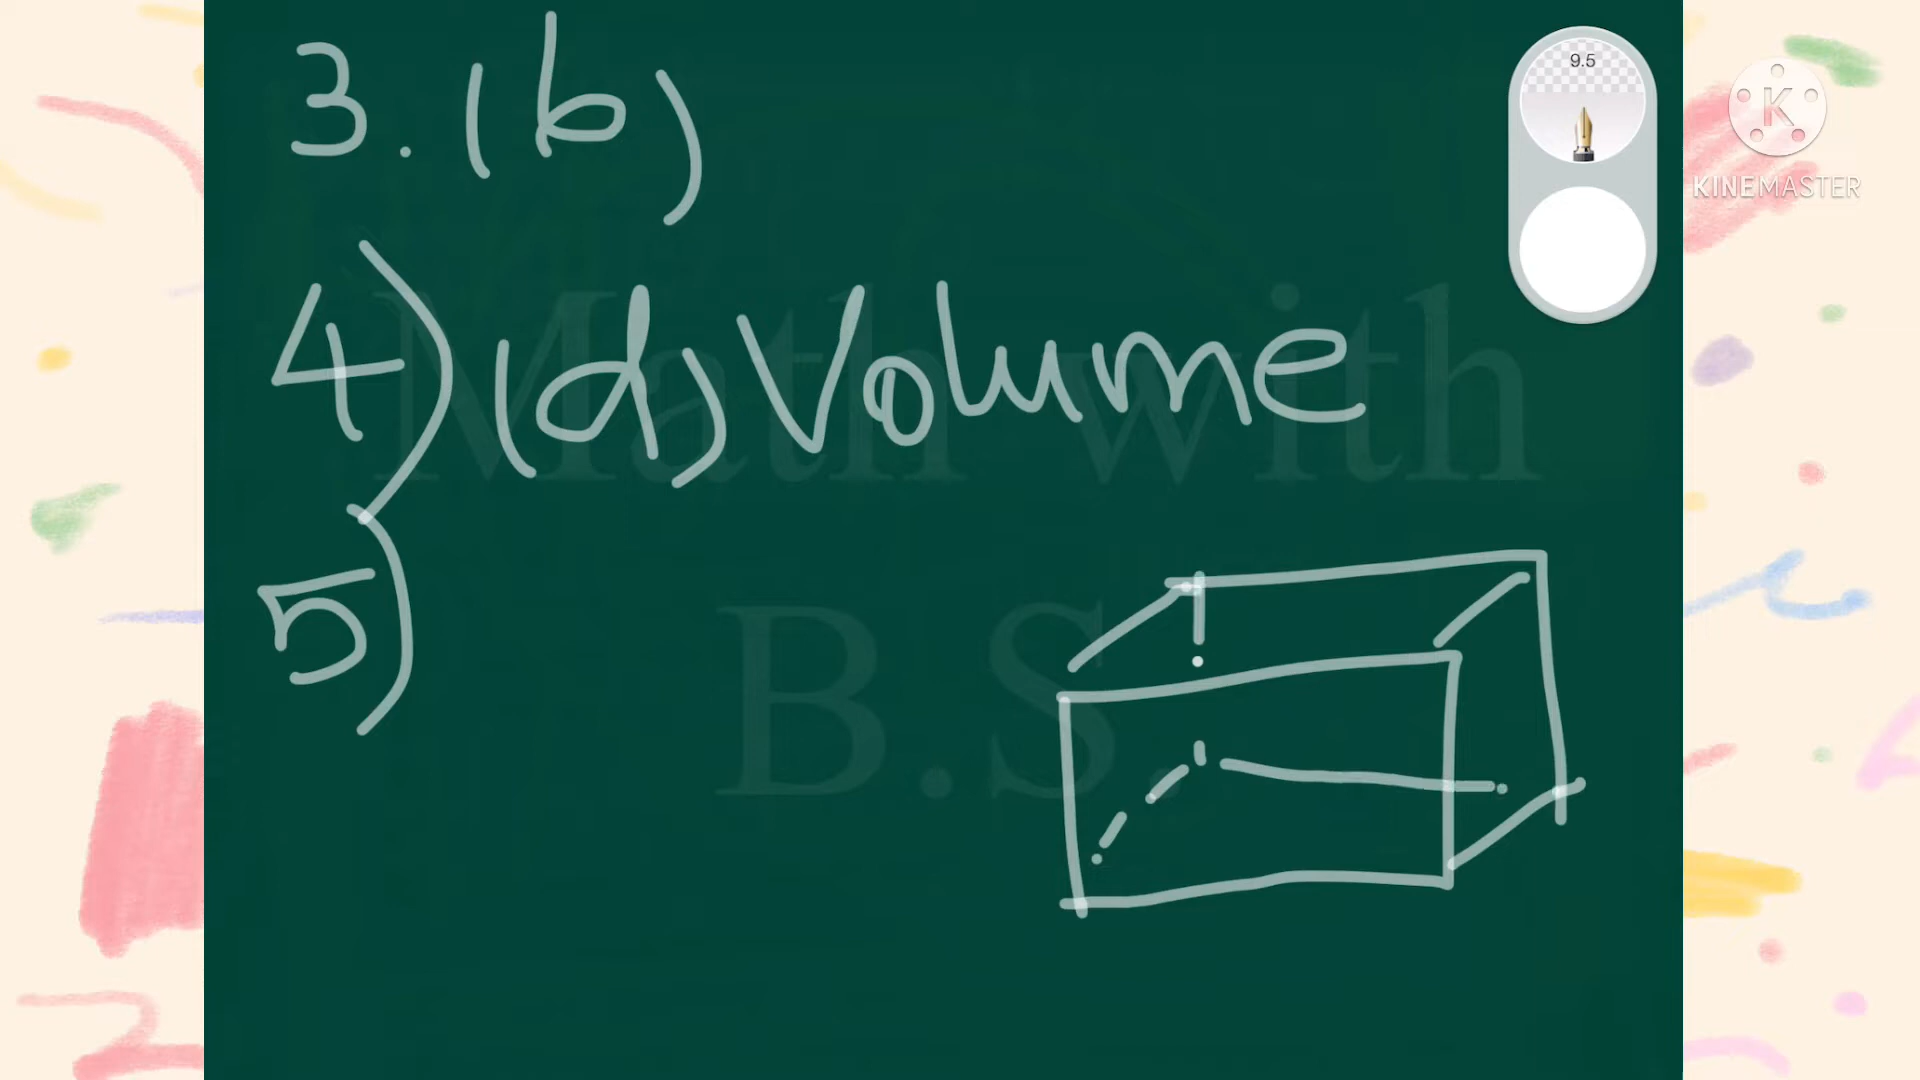 3. (b)
4) (d) Volume
5)
Math with
B.S.
9.5
KINEMASTER